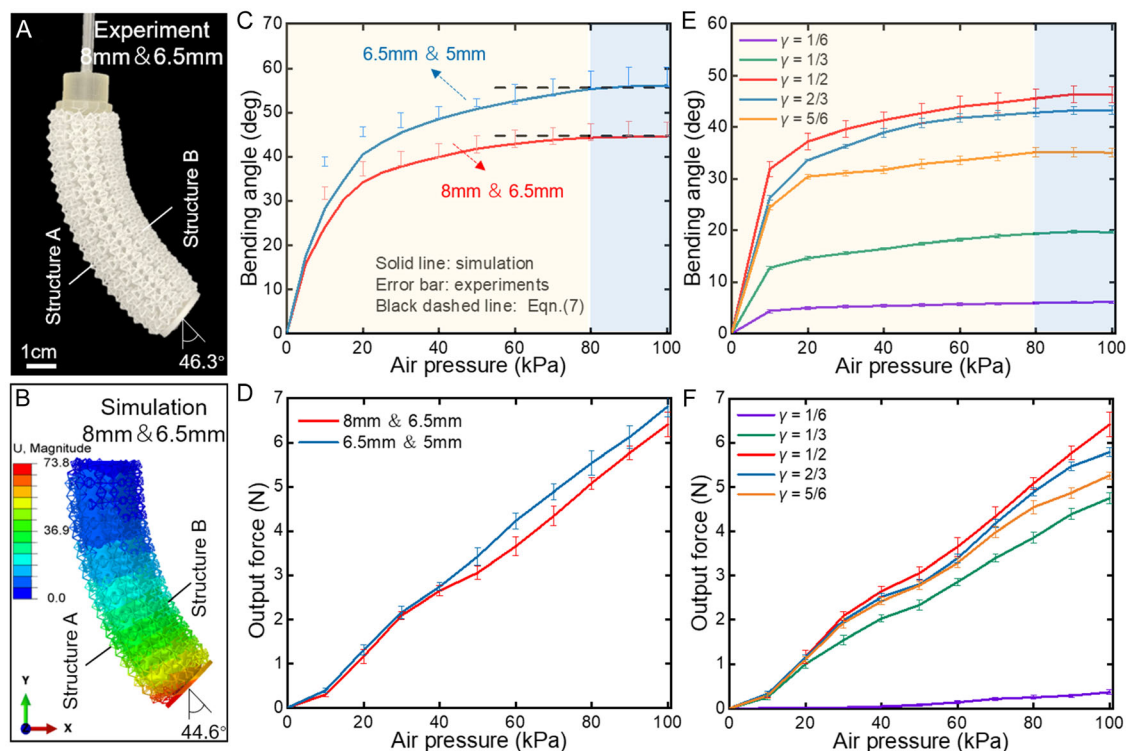 A
Experiment
8mm & 6.5mm
Structure A
Structure B
1cm
46.3°
B
Simulation
8mm & 6.5mm
U, Magnitude
73.8
36.9
0.0
Structure A
Structure B
Y
X
44.6°
C
Bending angle (deg)
70
60
50
40
30
20
10
0
6.5mm & 5mm
8mm & 6.5mm
Solid line: simulation
Error bar: experiments
Black dashed line: Eqn.(7)
0 20 40 60 80 100
Air pressure (kPa)
D
Output force (N)
7
6
5
4
3
2
1
0
8mm & 6.5mm
6.5mm & 5mm
0 20 40 60 80 100
Air pressure (kPa)
E
Bending angle (deg)
60
50
40
30
20
10
0
γ = 1/6
γ = 1/3
γ = 1/2
γ = 2/3
γ = 5/6
0 20 40 60 80 100
Air pressure (kPa)
F
Output force (N)
7
6
5
4
3
2
1
0
γ = 1/6
γ = 1/3
γ = 1/2
γ = 2/3
γ = 5/6
0 20 40 60 80 100
Air pressure (kPa)